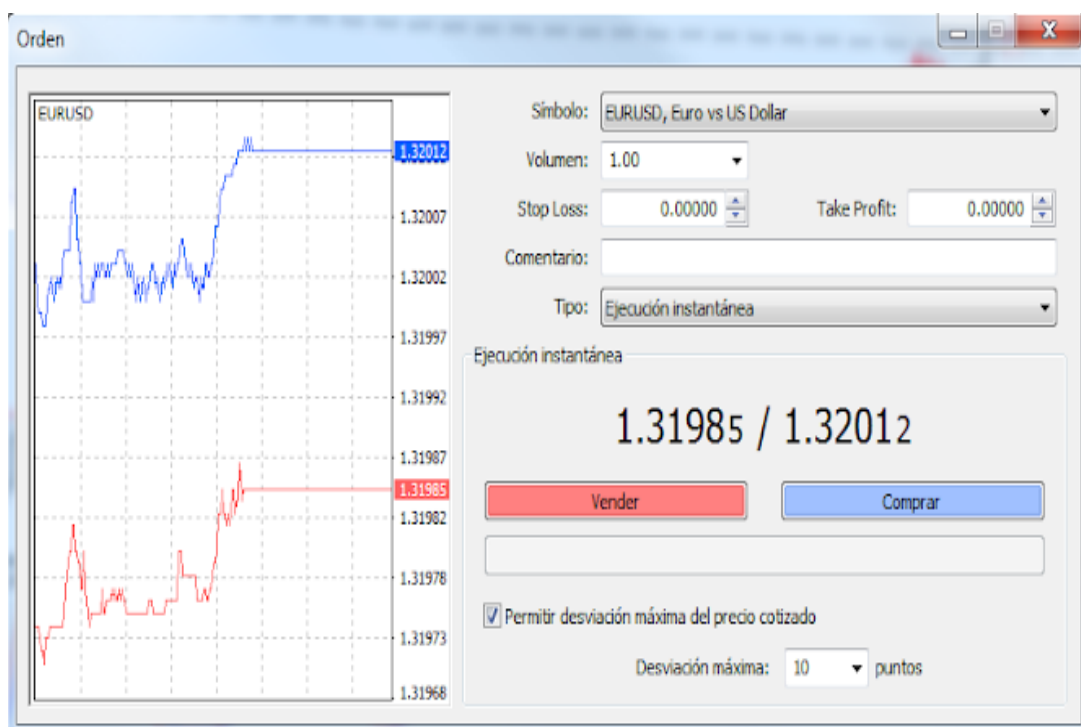 Orden
EURUSD
1.32012
1.32007
1.32002
1.31997
1.31992
1.31987
1.31985
1.31982
1.31978
1.31973
1.31968
Símbolo: EURUSD, Euro vs US Dollar
Volumen: 1.00
Stop Loss: 0.00000 Take Profit: 0.00000
Comentario:
Tipo: Ejecución instantánea
Ejecución instantánea
1.31985 / 1.32012
Vender Comprar
Permitir desviación máxima del precio cotizado
Desviación máxima: 10 puntos